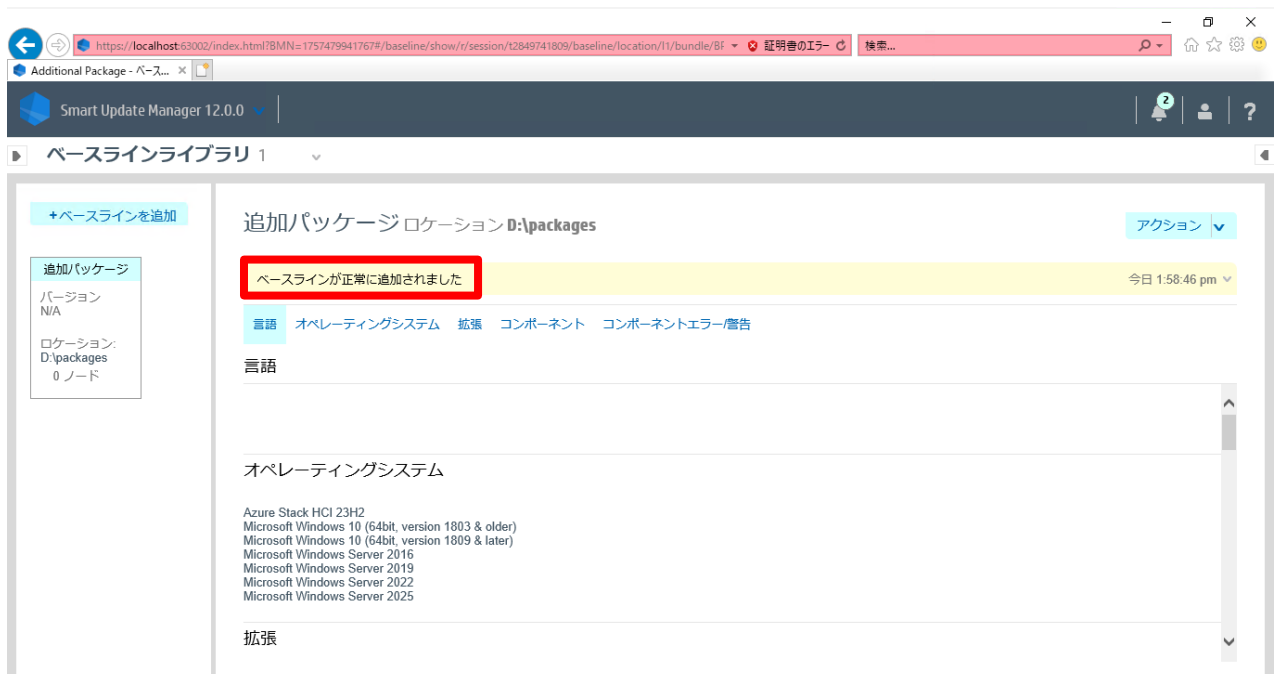 https://localhost:63002/index.html?BMN=1757479941767#/baseline/show/r/session/t2849741809/baseline/location/l1/bundle/BF 証明書のエラー 検索...
Additional Package - ベース...
Smart Update Manager 12.0.0
2
?
ベースラインライブラリ 1
+ベースラインを追加
追加パッケージ ロケーション D:\packages
アクション
追加パッケージ
バージョン
N/A
ロケーション:
D:\packages
0 ノード
ベースラインが正常に追加されました
今日 1:58:46 pm
言語 オペレーティングシステム 拡張 コンポーネント コンポーネントエラー/警告
言語
オペレーティングシステム
Azure Stack HCI 23H2
Microsoft Windows 10 (64bit, version 1803 & older)
Microsoft Windows 10 (64bit, version 1809 & later)
Microsoft Windows Server 2016
Microsoft Windows Server 2019
Microsoft Windows Server 2022
Microsoft Windows Server 2025
拡張